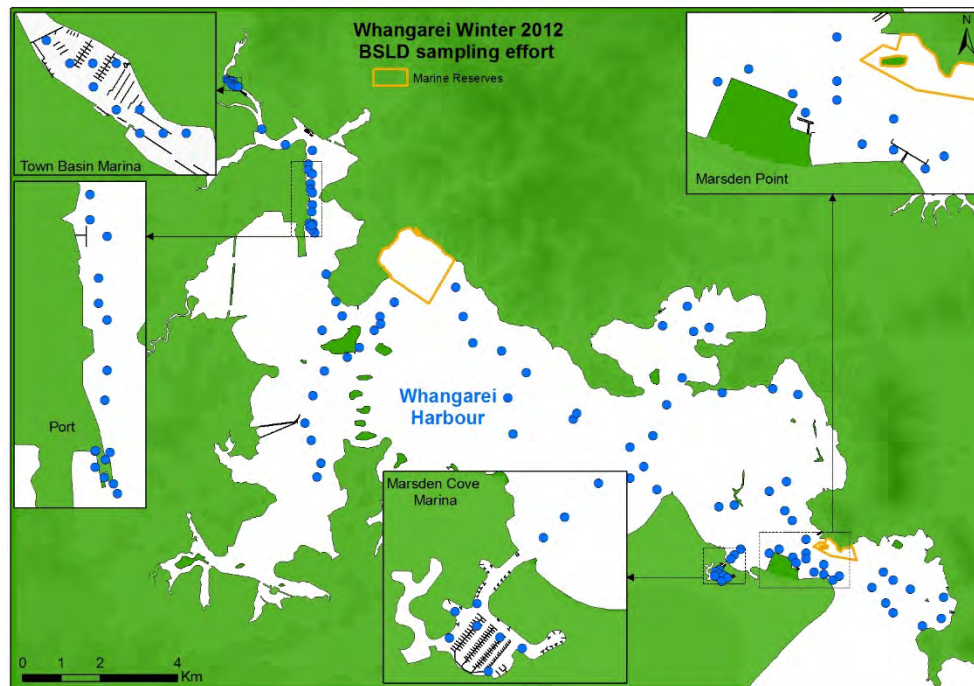 Whangarei Winter 2012
BSLD sampling effort
Marine Reserves
N
Town Basin Marina
Marsden Point
Port
Whangarei
Harbour
Marsden Cove
Marina
0 1 2 4
Km